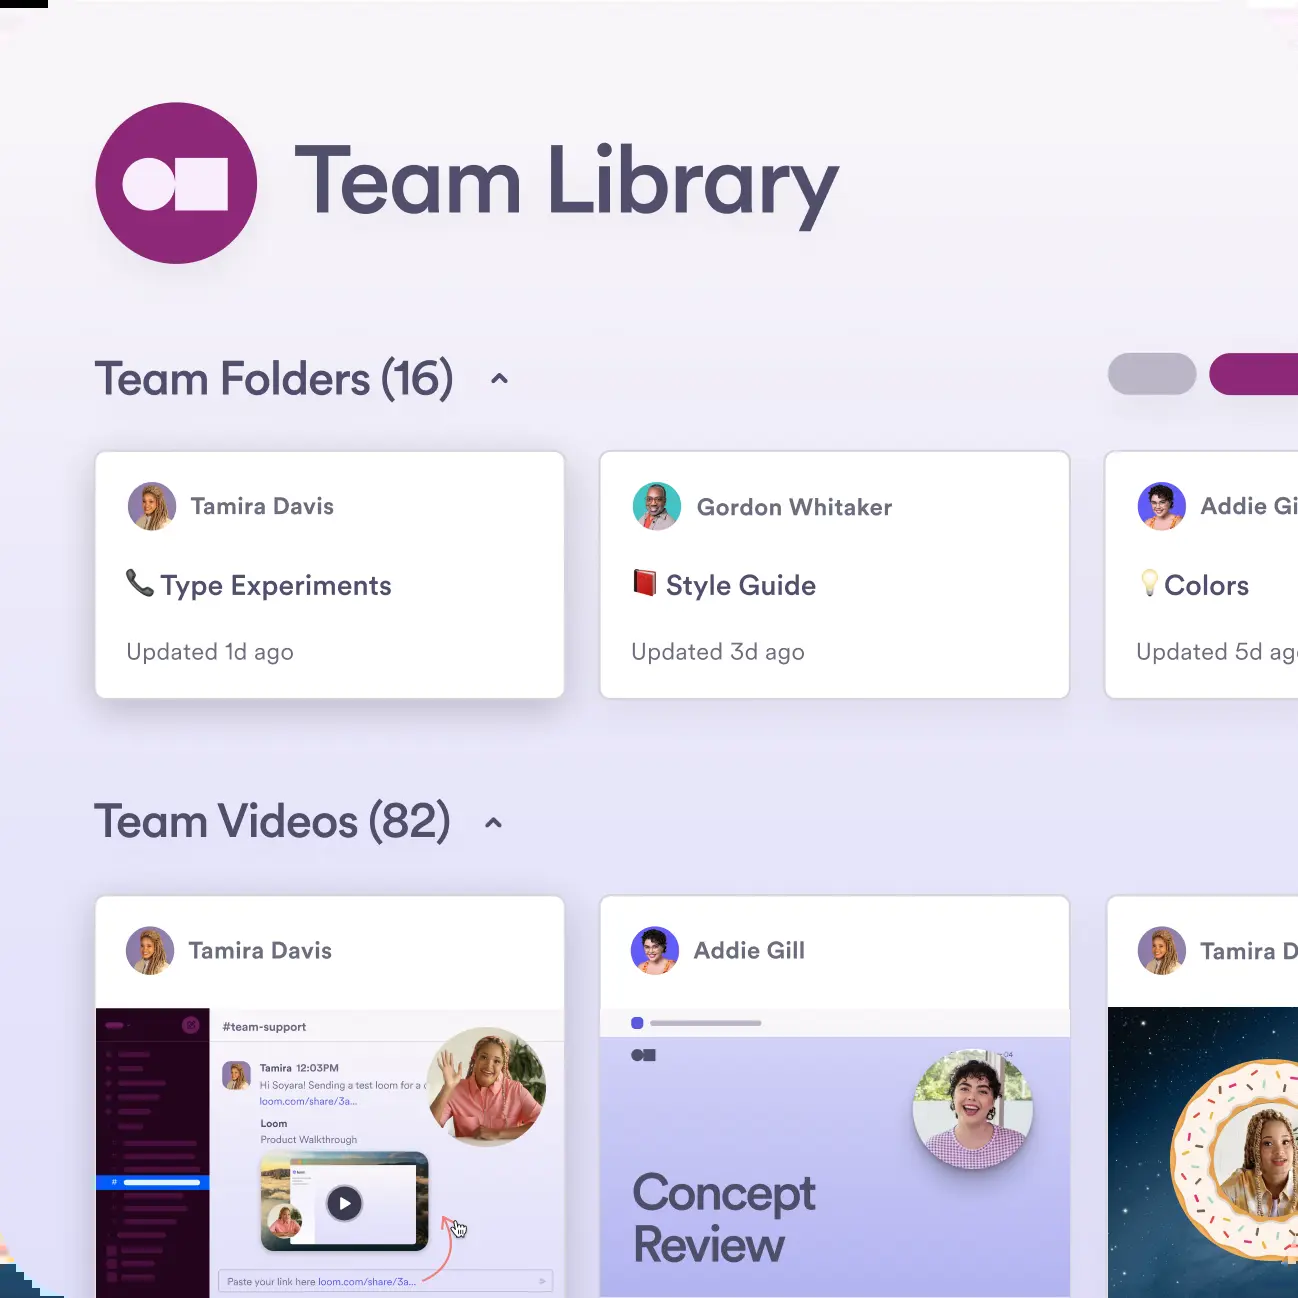 Team Library
Team Folders (16)
Tamira Davis
Gordon Whitaker
Addie Gi
Type Experiments
Style Guide
Colors
Updated 1d ago
Updated 3d ago
Updated 5d ag
Team Videos (82)
Tamira Davis
Addie Gill
Tamira D
#team-support
Tamira 12:03PM
Hi Soyara! Sending a test loom for a
loom.com/share/3a...
Loom
Product Walkthrough
Paste your link here loom.com/share/3a...
04
Concept
Review